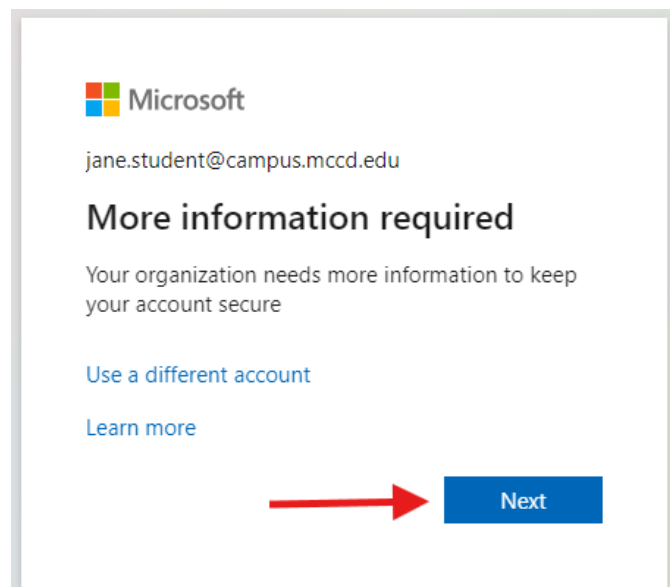 Microsoft
jane.student@campus.mccd.edu
More information required
Your organization needs more information to keep
your account secure
Use a different account
Learn more
Next